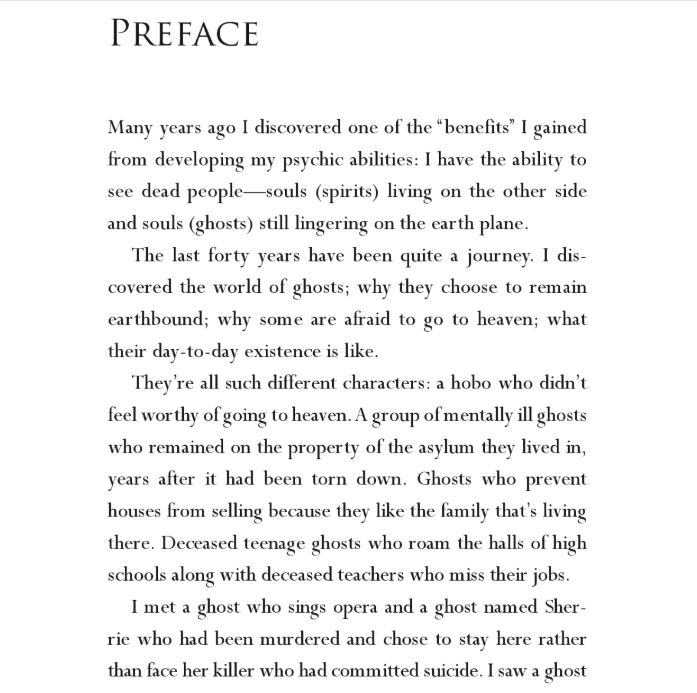 PREFACE
Many years ago I discovered one of the “benefits” I gained
from developing my psychic abilities: I have the ability to
see dead people—souls (spirits) living on the other side
and souls (ghosts) still lingering on the earth plane.
The last forty years have been quite a journey. I dis-
covered the world of ghosts; why they choose to remain
earthbound; why some are afraid to go to heaven; what
their day-to-day existence is like.
They’re all such different characters: a hobo who didn’t
feel worthy of going to heaven. A group of mentally ill ghosts
who remained on the property of the asylum they lived in,
years after it had been torn down. Ghosts who prevent
houses from selling because they like the family that’s living
there. Deceased teenage ghosts who roam the halls of high
schools along with deceased teachers who miss their jobs.
I met a ghost who sings opera and a ghost named Sher-
rie who had been murdered and chose to stay here rather
than face her killer who had committed suicide. I saw a ghost